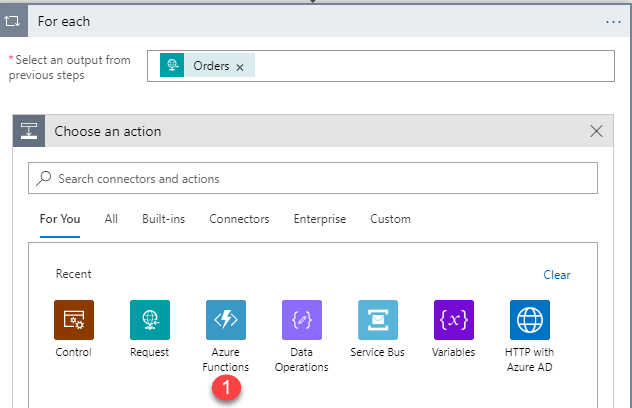 For each
...
*Select an output from
previous steps
Orders ×
Choose an action
Search connectors and actions
For You All Built-ins Connectors Enterprise Custom
Recent Clear
Control Request Azure Functions Data Operations Service Bus Variables HTTP with Azure AD
{x}
1